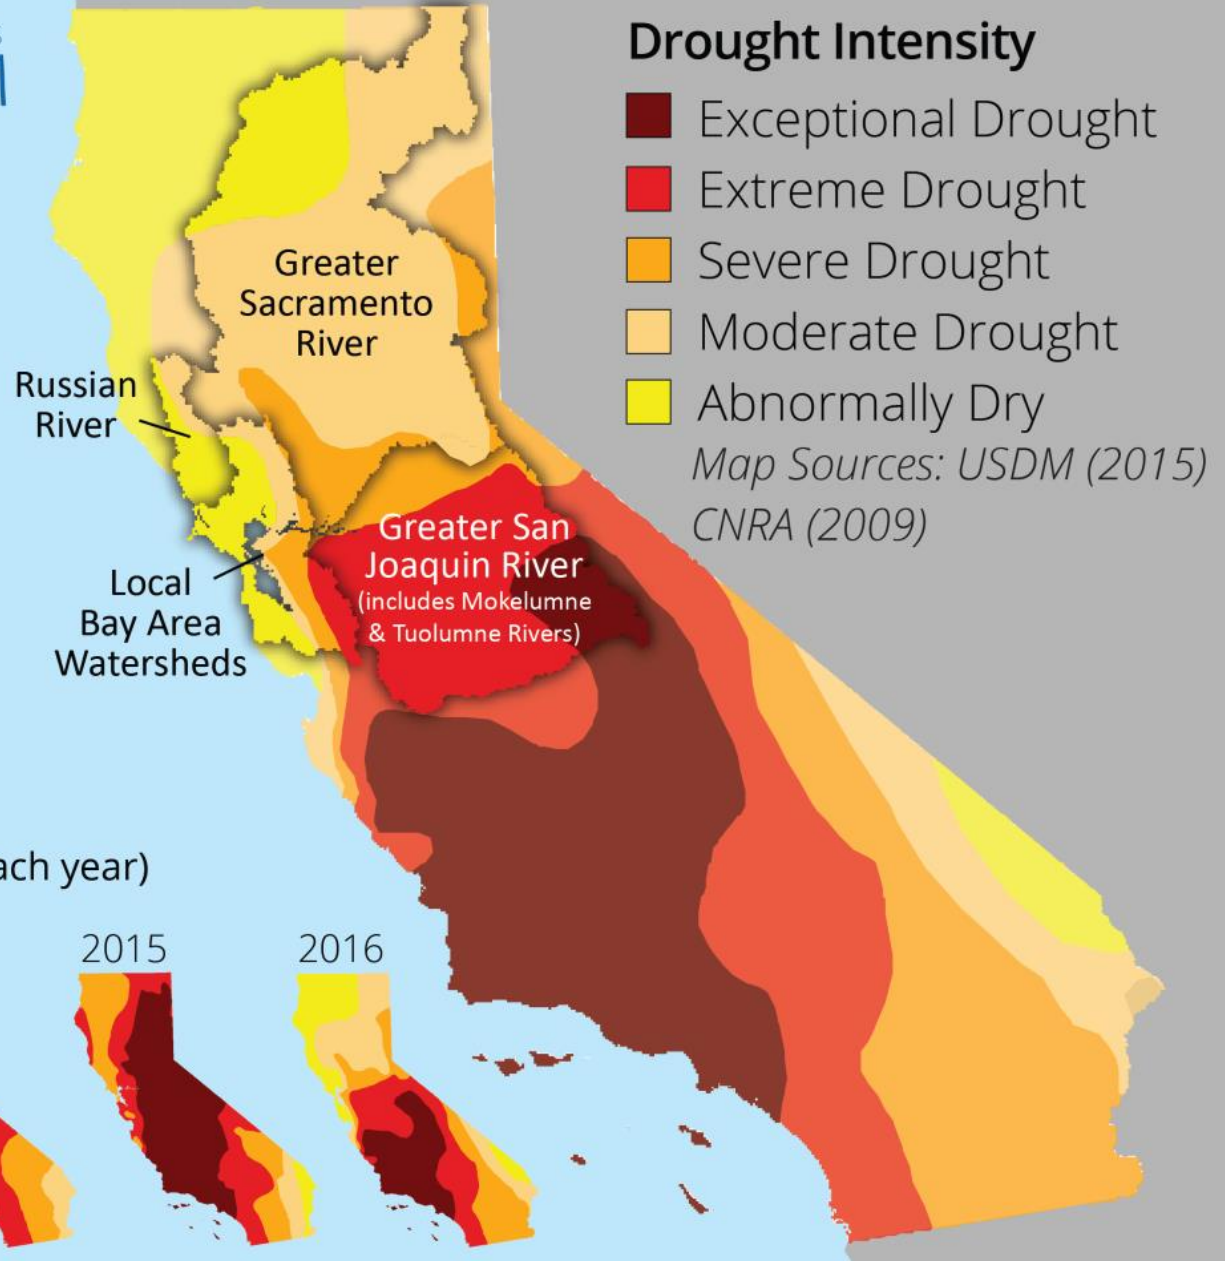 Drought Intensity
Exceptional Drought
Extreme Drought
Severe Drought
Moderate Drought
Abnormally Dry
Map Sources: USDM (2015)
CNRA (2009)
Greater
Sacramento
River
Russian
River
Greater San
Joaquin River
(includes Mokelumne
& Tuolumne Rivers)
Local
Bay Area
Watersheds
ach year)
2015
2016